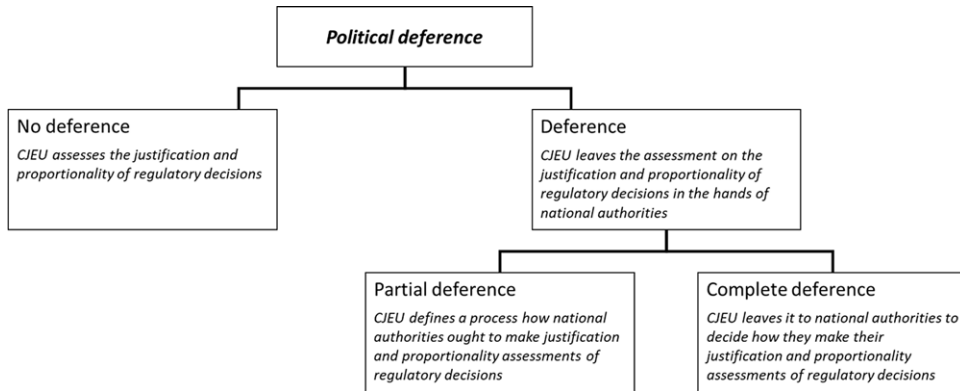 Political deference
No deference
CJEU assesses the justification and
proportionality of regulatory decisions
Deference
CJEU leaves the assessment on the
justification and proportionality of
regulatory decisions in the hands of
national authorities
Partial deference
CJEU defines a process how national
authorities ought to make justification
and proportionality assessments of
regulatory decisions
Complete deference
CJEU leaves it to national authorities to
decide how they make their
justification and proportionality
assessments of regulatory decisions